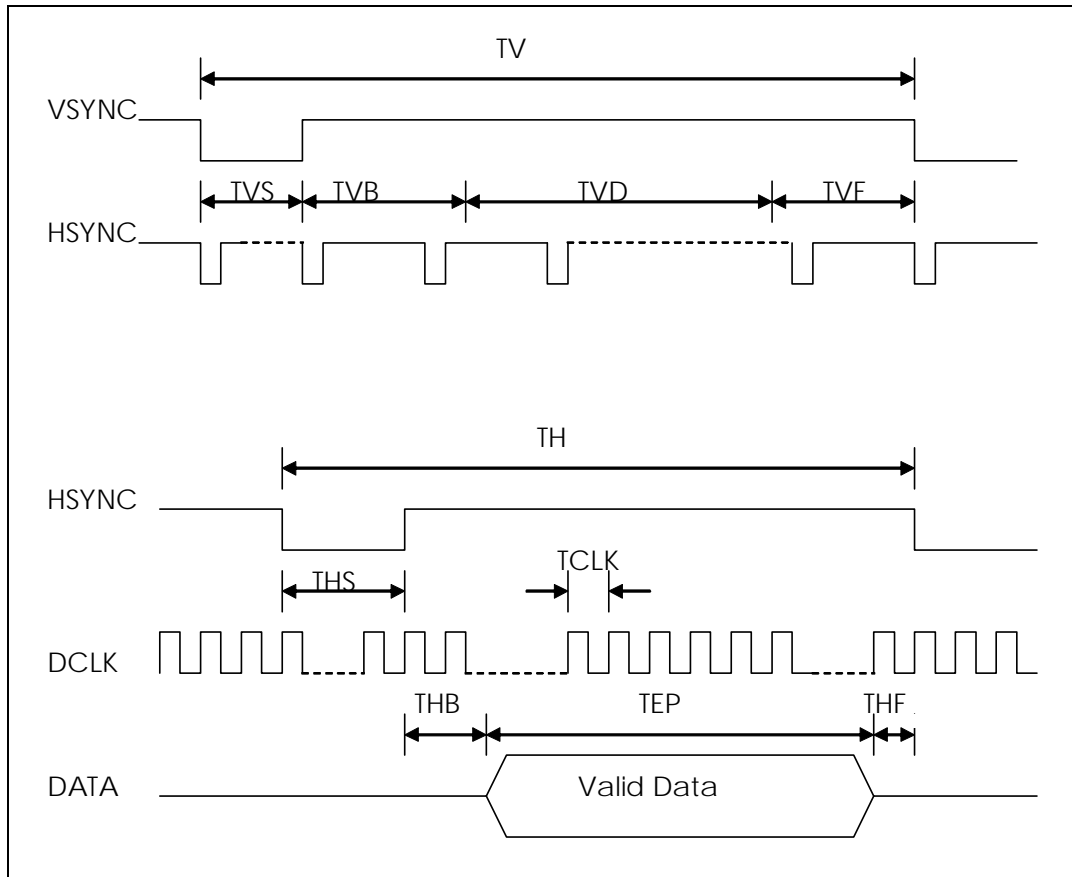 TV
VSYNC
TVS TVB TVD TVF
HSYNC
TH
HSYNC
TCLK
THS
DCLK
THB TEP THF
DATA Valid Data